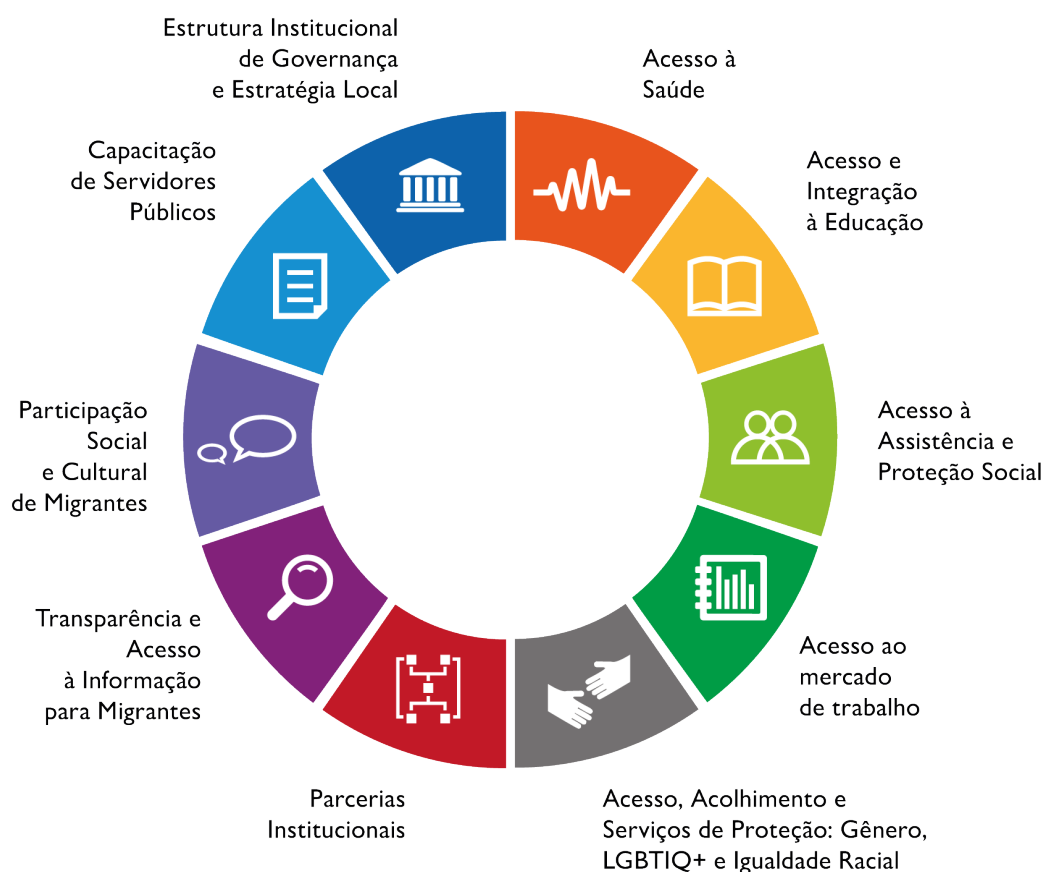 Estrutura Institucional
de Governança
e Estratégia Local
Acesso à
Saúde
Acesso e
Integração
à Educação
Acesso à
Assistência e
Proteção Social
Acesso ao
mercado
de trabalho
Acesso, Acolhimento e
Serviços de Proteção: Gênero,
LGBTIQ+ e Igualdade Racial
Parcerias
Institucionais
Transparência e
Acesso
à Informação
para Migrantes
Participação
Social
e Cultural
de Migrantes
Capacitação
de Servidores
Públicos